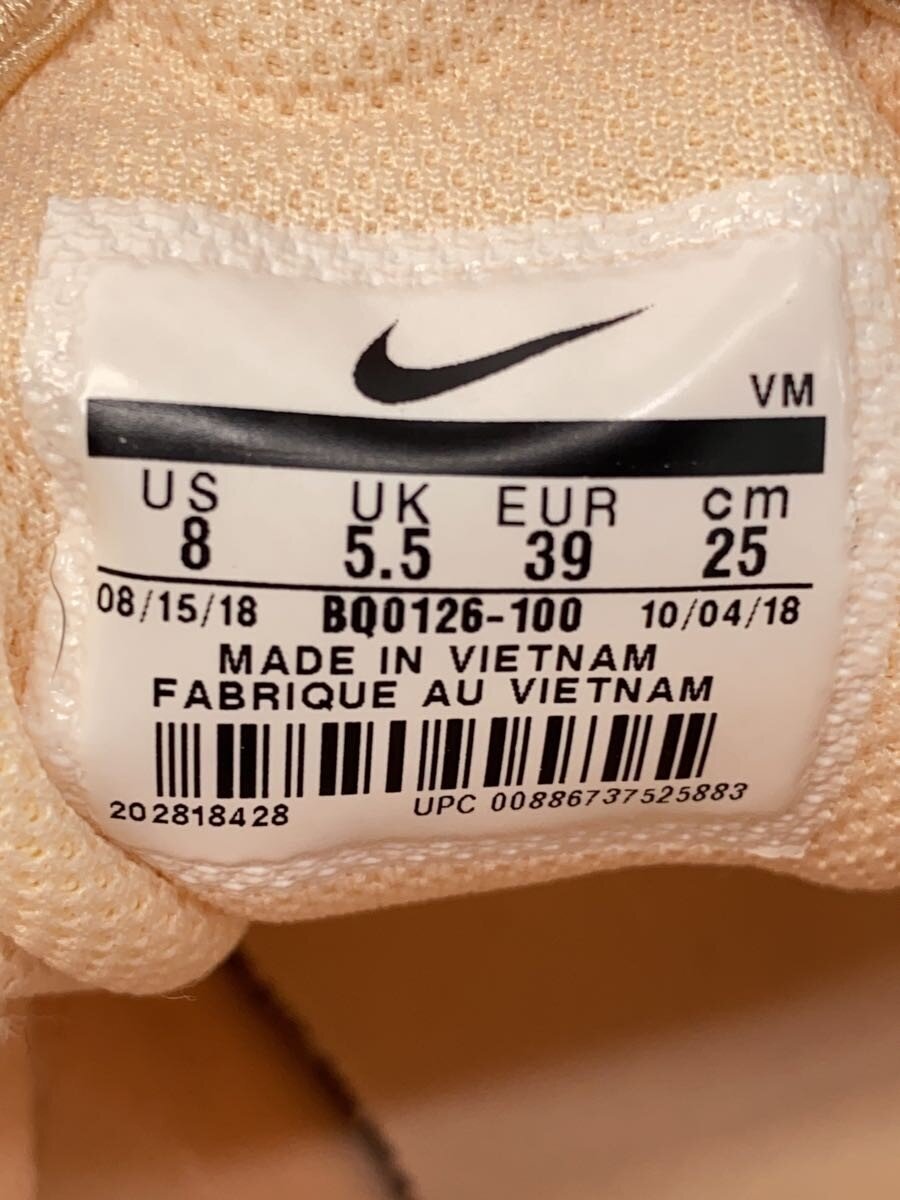 VM
US UK EUR cm
8 5.5 39 25
08/15/18 BQ0126-100 10/04/18
MADE IN VIETNAM
FABRIQUE AU VIETNAM
202818428 UPC 00886737525883